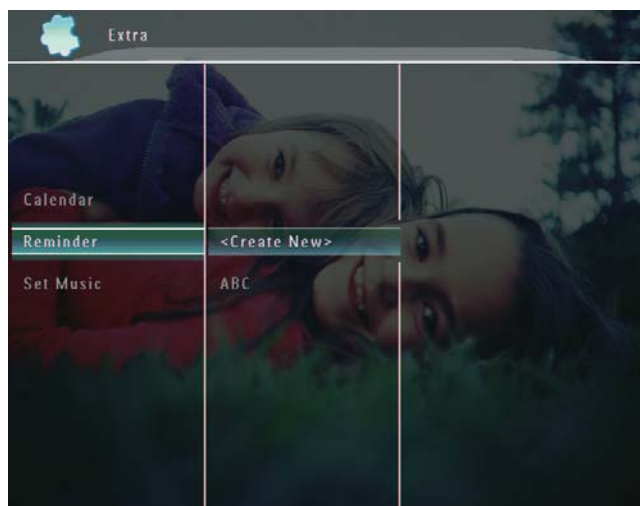 Extra
Calendar
Reminder
<Create New>
Set Music
ABC